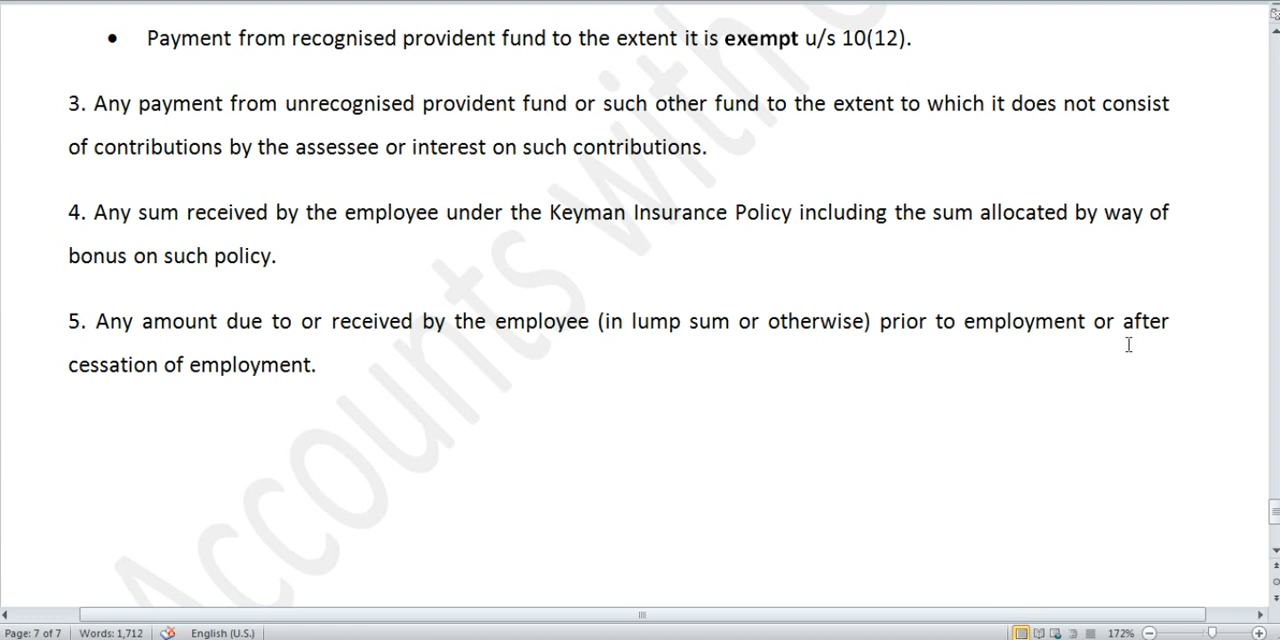 • Payment from recognised provident fund to the extent it is exempt u/s 10(12).
3. Any payment from unrecognised provident fund or such other fund to the extent to which it does not consist
of contributions by the assessee or interest on such contributions.
4. Any sum received by the employee under the Keyman Insurance Policy including the sum allocated by way of
bonus on such policy.
5. Any amount due to or received by the employee (in lump sum or otherwise) prior to employment or after
cessation of employment.
Accounts with
Page: 7 of 7 Words: 1,712 English (U.S.) 172%